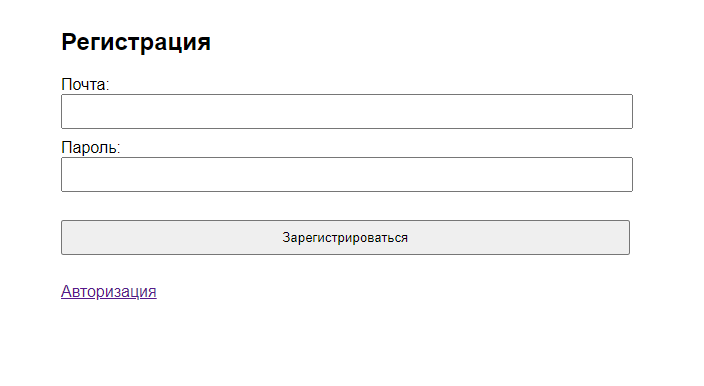 Регистрация
Почта:
Пароль:
Зарегистрироваться
Авторизация